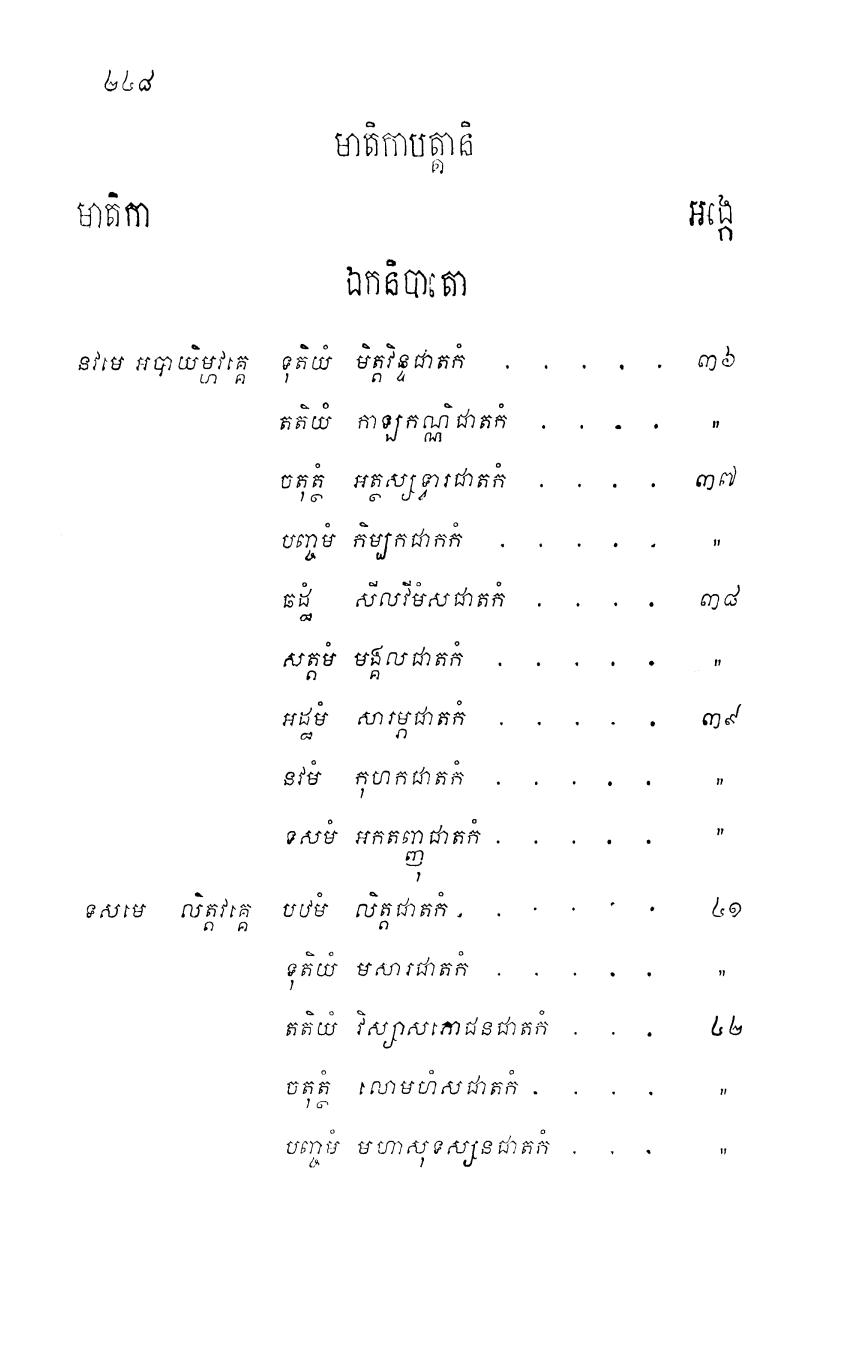 ២៤៨
មាតិកាបត្តានិ
មាតិកា អង្កេ
ឯកនិបាតោ
នវមេ អបាយិម្ហវគ្គេ ទុតិយំ មិត្តវិន្ទជាតកំ . . . . . ៣៦
តតិយំ កាឡកណ្ណិជាតកំ . . . . "
ចតុត្ថំ អត្ថស្សទ្វារជាតកំ . . . . ៣៧
បញ្ចមំ កិម្បកជាកកំ . . . . . "
ឆដ្ឋំ សីលវីមំសជាតកំ . . . . ៣៨
សត្តមំ មង្គលជាតកំ . . . . . "
អដ្ឋមំ សារម្ភជាតកំ . . . . . ៣៩
នវមំ កុហកជាតកំ . . . . . "
ទសមំ អកតញ្ញុជាតកំ . . . . . "
ទសមេ លិត្តវគ្គេ បឋមំ លិត្តជាតកំ . . . . . . ៤១
ទុតិយំ មសារជាតកំ . . . . . "
តតិយំ វិស្សាសភោជនជាតកំ . . . ៤២
ចតុត្ថំ លោមហំសជាតកំ . . . . "
បញ្ចមំ មហាសុទស្សនជាតកំ . . . "